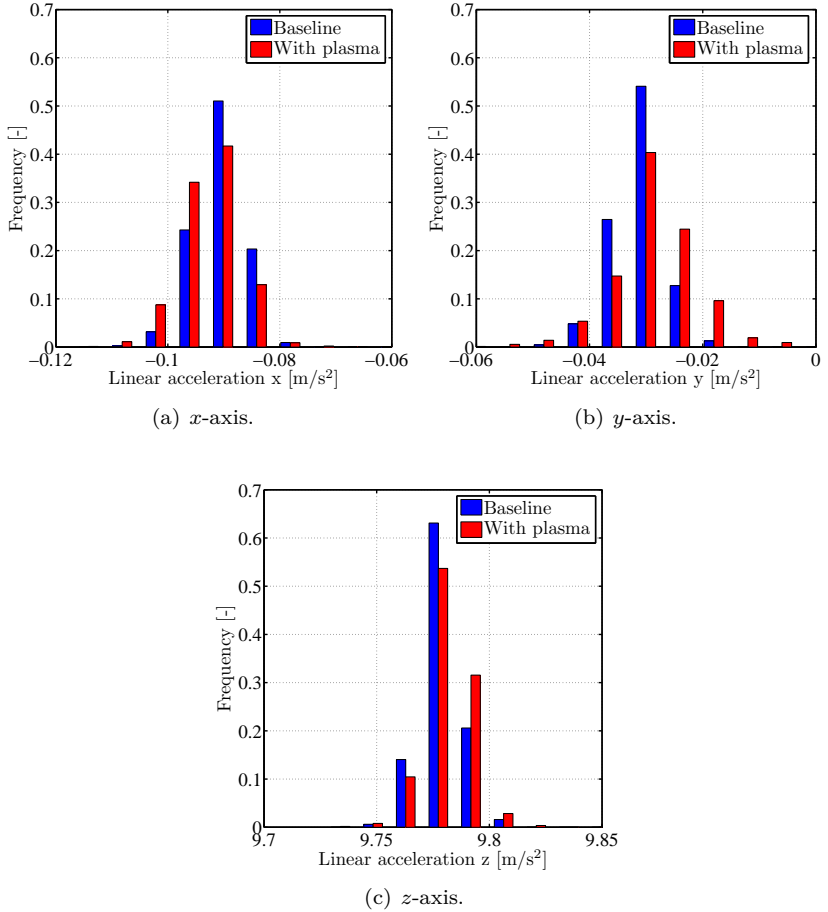 0.7
0.6
0.5
0.4
0.3
0.2
0.1
0
Frequency [-]
Baseline
With plasma
−0.12 −0.1 −0.08 −0.06
Linear acceleration x [m/s²]
(a) x-axis.
0.7
0.6
0.5
0.4
0.3
0.2
0.1
0
Frequency [-]
Baseline
With plasma
−0.06 −0.04 −0.02 0
Linear acceleration y [m/s²]
(b) y-axis.
0.7
0.6
0.5
0.4
0.3
0.2
0.1
0
Frequency [-]
Baseline
With plasma
9.7 9.75 9.8 9.85
Linear acceleration z [m/s²]
(c) z-axis.